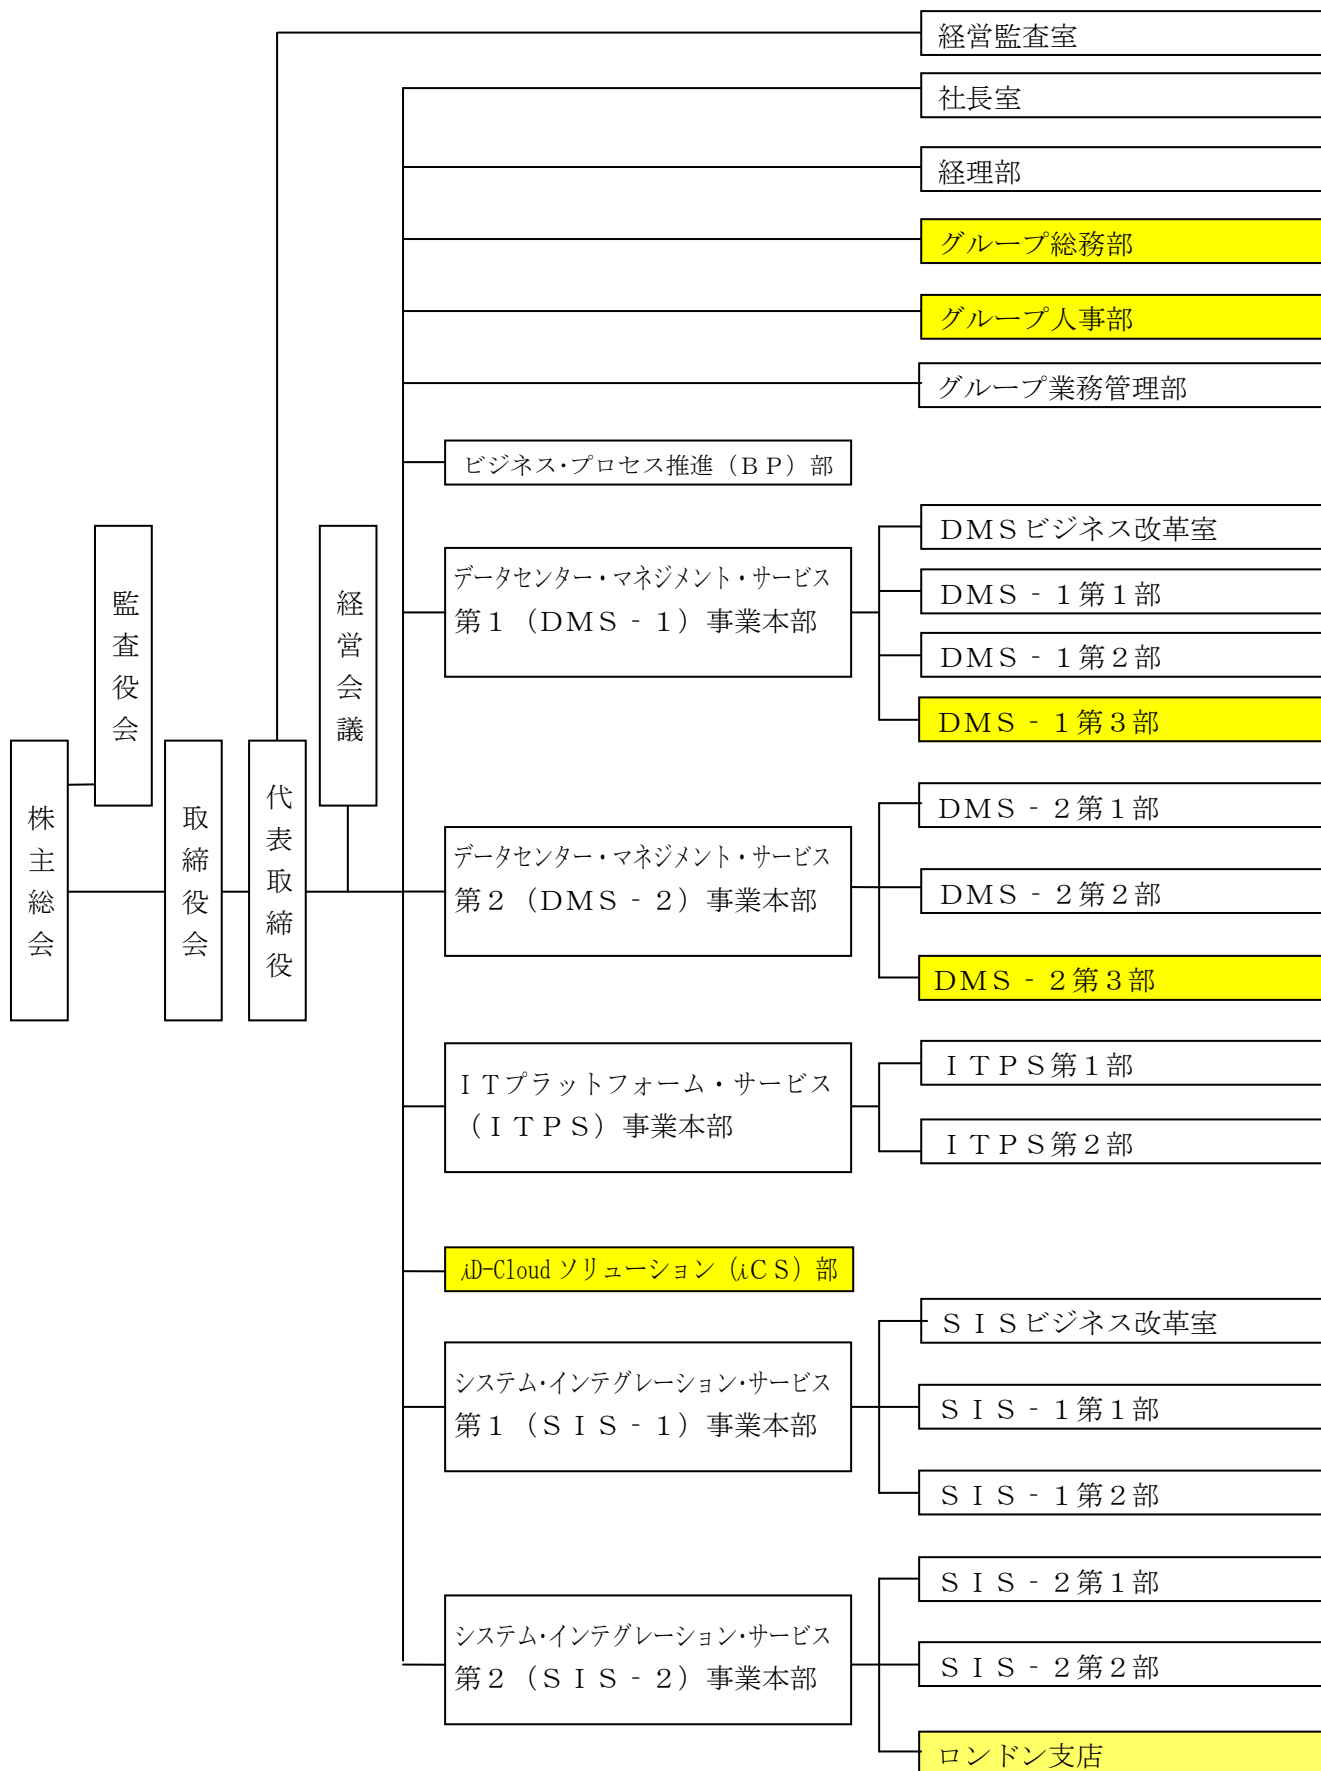 経営監査室
社長室
経理部
グループ総務部
グループ人事部
グループ業務管理部
ビジネス・プロセス推進（ＢＰ）部
監査役会
経営会議
株主総会
取締役会
代表取締役
データセンター・マネジメント・サービス
第１（DMS‐１）事業本部
DMSビジネス改革室
DMS‐１第１部
DMS‐１第２部
DMS‐１第３部
データセンター・マネジメント・サービス
第２（DMS‐２）事業本部
DMS‐２第１部
DMS‐２第２部
DMS‐２第３部
ＩＴプラットフォーム・サービス
（ＩＴＰＳ）事業本部
ＩＴＰＳ第１部
ＩＴＰＳ第２部
iD-Cloudソリューション（iＣＳ）部
システム・インテグレーション・サービス
第１（ＳＩＳ‐１）事業本部
ＳＩＳビジネス改革室
ＳＩＳ‐１第１部
ＳＩＳ‐１第２部
システム・インテグレーション・サービス
第２（ＳＩＳ‐２）事業本部
ＳＩＳ‐２第１部
ＳＩＳ‐２第２部
ロンドン支店